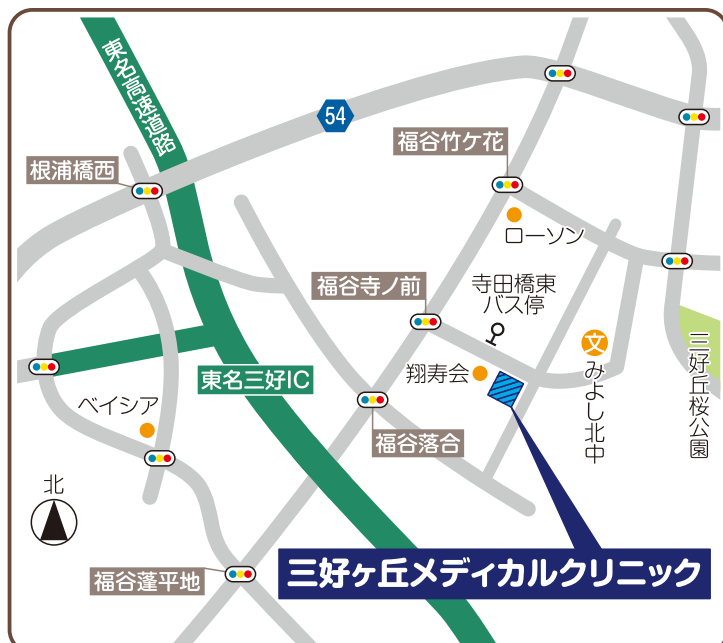 東名高速道路
54
福谷竹ケ花
根浦橋西
ローソン
寺田橋東
バス停
福谷寺ノ前
文
みよし北中
三好丘桜公園
東名三好IC
翔寿会
ベイシア
福谷落合
北
福谷蓬平地
三好ヶ丘メディカルクリニック